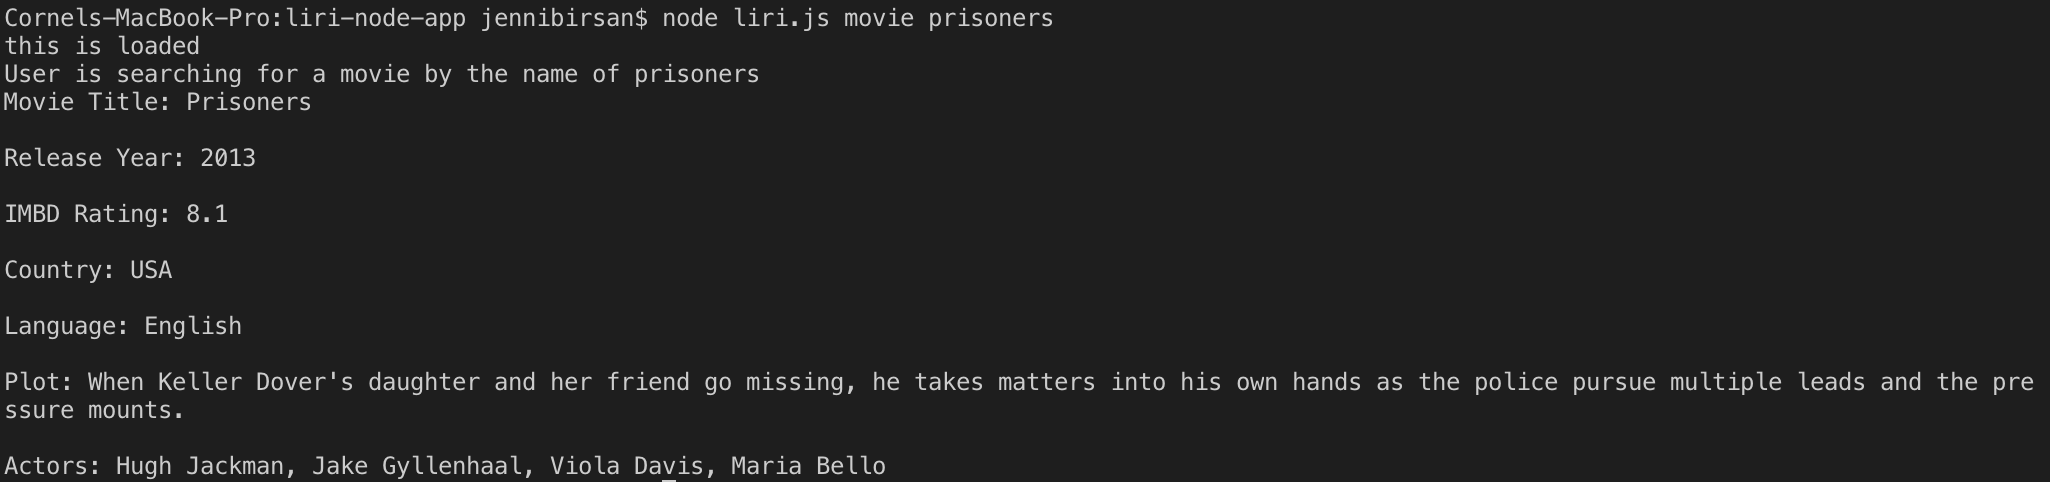 Cornels-MacBook-Pro:liri-node-app jennibirsan$ node liri.js movie prisoners
this is loaded
User is searching for a movie by the name of prisoners
Movie Title: Prisoners
Release Year: 2013
IMBD Rating: 8.1
Country: USA
Language: English
Plot: When Keller Dover's daughter and her friend go missing, he takes matters into his own hands as the police pursue multiple leads and the pre
ssure mounts.
Actors: Hugh Jackman, Jake Gyllenhaal, Viola Davis, Maria Bello